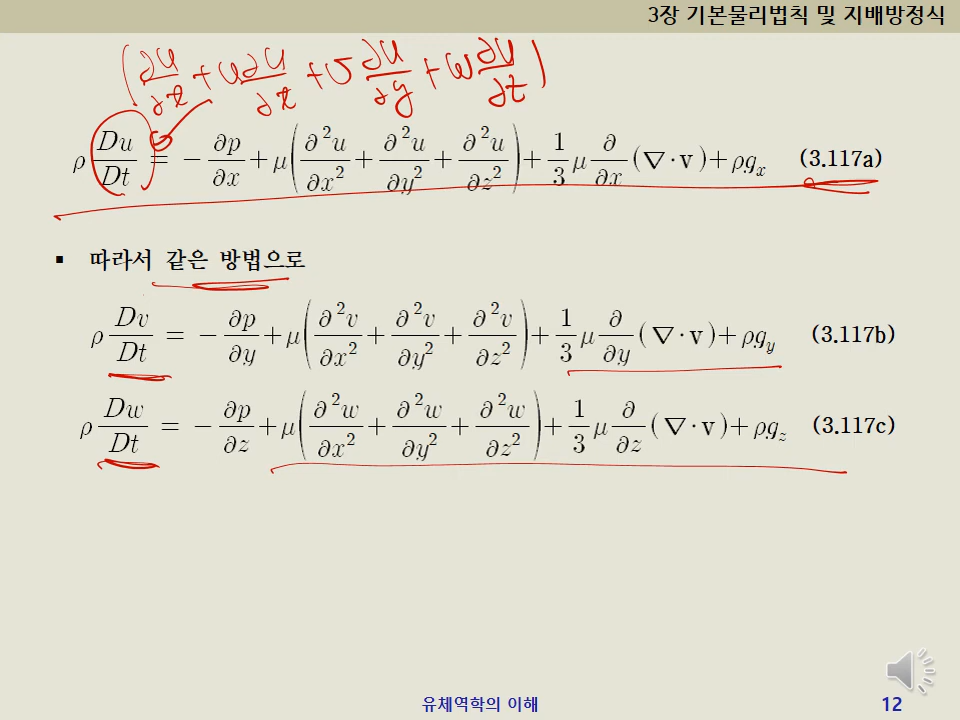 3장 기본물리법칙 및 지배방정식
(∂u/∂t + u ∂u/∂x + v ∂u/∂y + w ∂u/∂t)
ρ Du/Dt = − ∂p/∂x + μ(∂²u/∂x² + ∂²u/∂y² + ∂²u/∂z²) + 1/3 μ ∂/∂x (∇·v) + ρg_x (3.117a)
▪ 따라서 같은 방법으로
ρ Dv/Dt = − ∂p/∂y + μ(∂²v/∂x² + ∂²v/∂y² + ∂²v/∂z²) + 1/3 μ ∂/∂y (∇·v) + ρg_y (3.117b)
ρ Dw/Dt = − ∂p/∂z + μ(∂²w/∂x² + ∂²w/∂y² + ∂²w/∂z²) + 1/3 μ ∂/∂z (∇·v) + ρg_z (3.117c)
유체역학의 이해
12